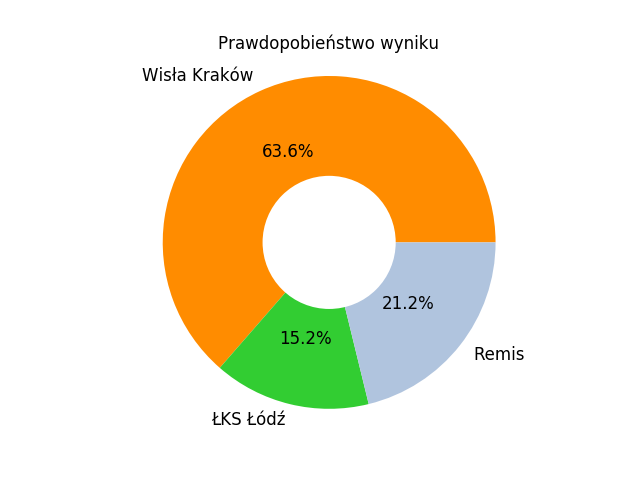 Prawdopobieństwo wyniku
Wisła Kraków
63.6%
21.2%
15.2%
Remis
ŁKS Łódź